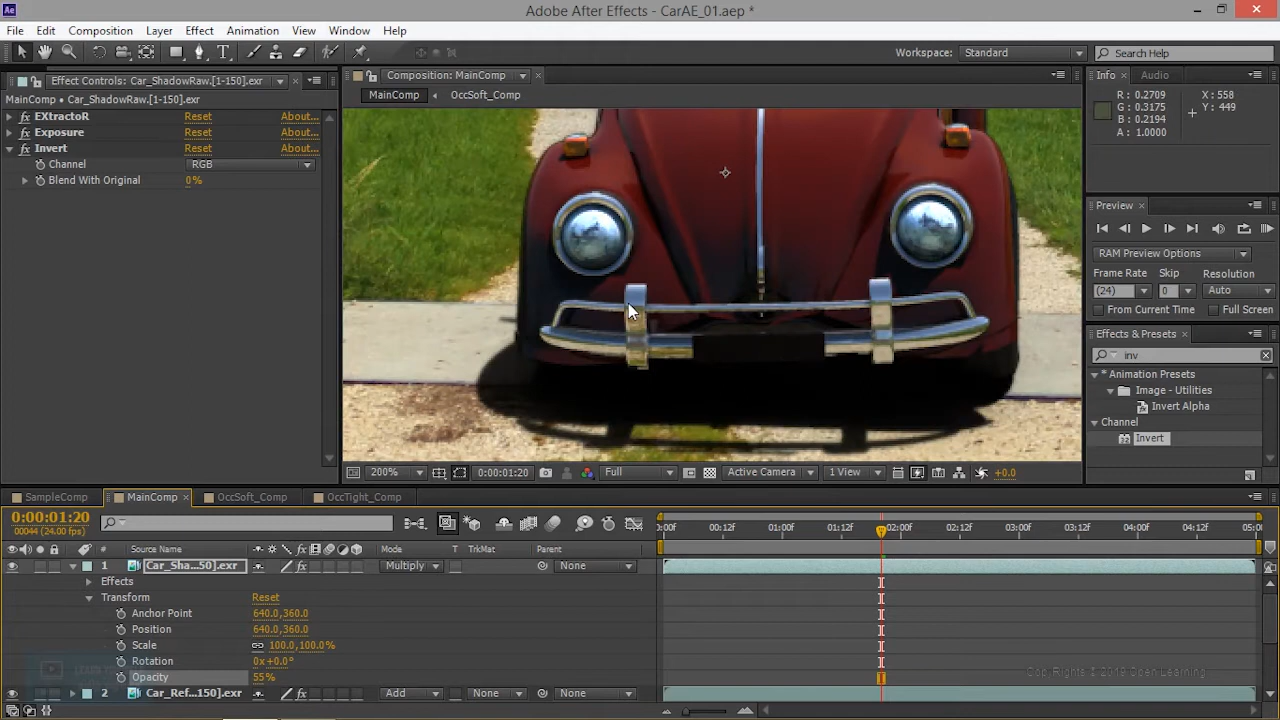 Adobe After Effects - CarAE_01.aep *
File Edit Composition Layer Effect Animation View Window Help
Workspace: Standard Search Help
Effect Controls: Car_ShadowRaw.[1-150].exr
Composition: MainComp
Info Audio
MainComp • Car_ShadowRaw.[1-150].exr
MainComp OccSoft_Comp
EXtractoR Reset About...
Exposure Reset About...
Invert Reset About...
Channel RGB
Blend With Original 0%
R: 0.2709 X: 558
G: 0.3175 Y: 449
B: 0.2194
A: 1.0000
Preview
RAM Preview Options
Frame Rate Skip Resolution
(24) 0 Auto
From Current Time Full Screen
Effects & Presets
inv
* Animation Presets
Image - Utilities
Invert Alpha
Channel
Invert
200% 0:00:01:20 Full Active Camera 1 View +0.0
SampleComp MainComp OccSoft_Comp OccTight_Comp
0:00:01:20
00044 (24.00 fps)
:00f 00:12f 01:00f 01:12f 02:00f 02:12f 03:00f 03:12f 04:00f 04:12f 05:0
# Source Name Mode T TrkMat Parent
1 Car_Sha...50].exr Multiply None
Effects
Transform Reset
Anchor Point 640.0,360.0
Position 640.0,360.0
Scale 100.0,100.0%
Rotation 0x+0.0°
Opacity 55%
2 Car_Ref...150].exr Add None None